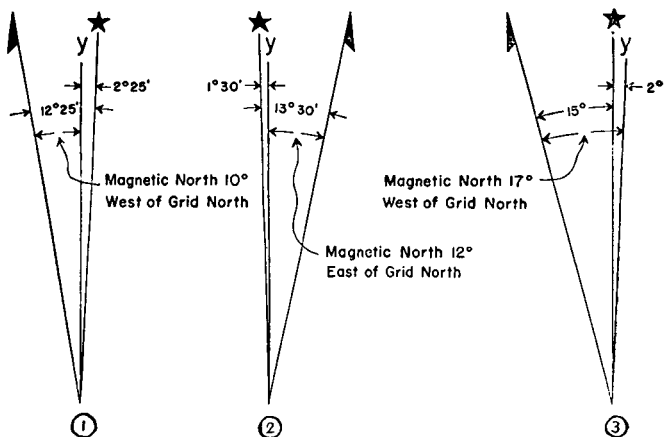 y
2°25'
12°25'
Magnetic North 10°
West of Grid North
①
y
1°30'
13°30'
Magnetic North 12°
East of Grid North
②
y
2°
15°
Magnetic North 17°
West of Grid North
③